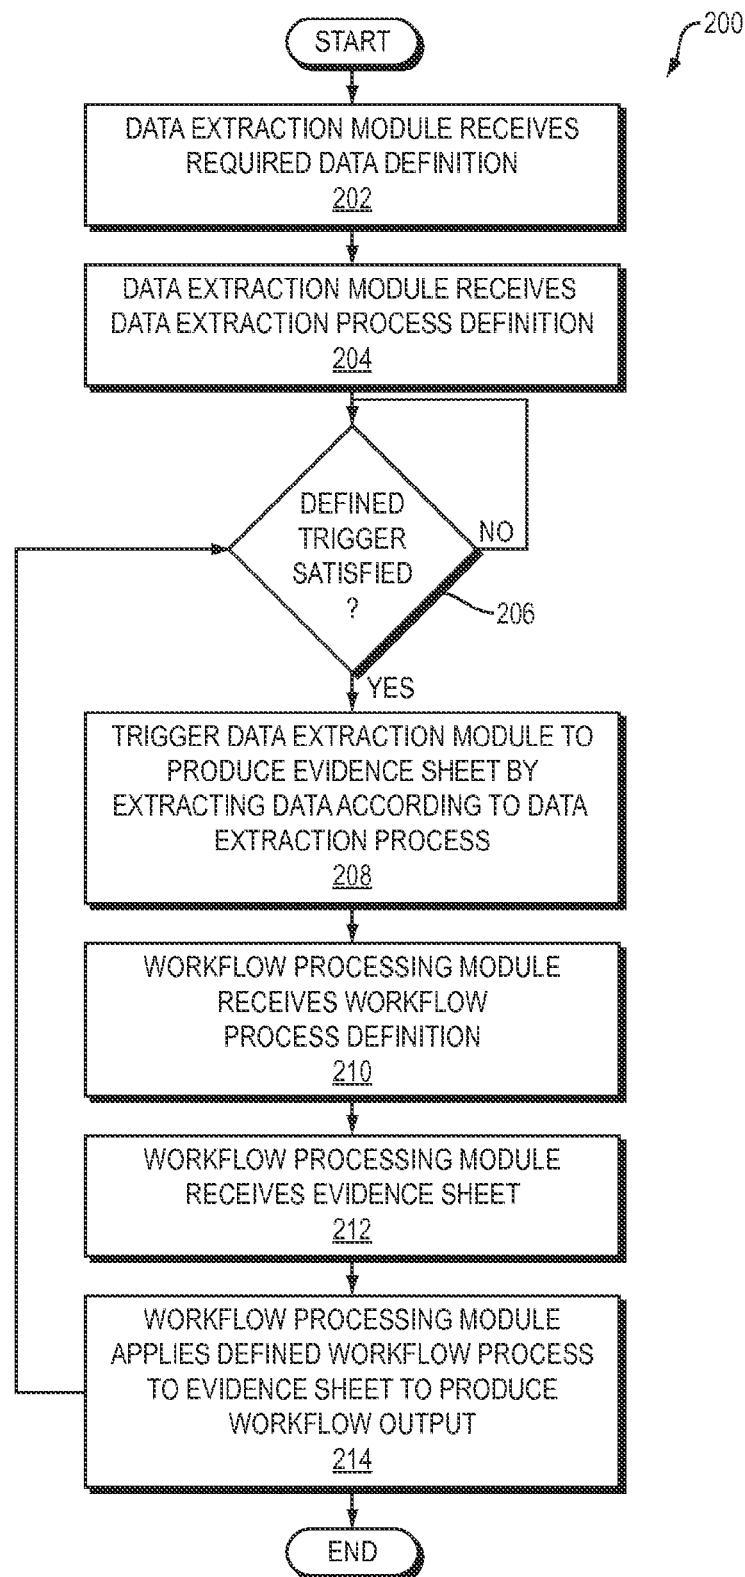 200
START
DATA EXTRACTION MODULE RECEIVES
REQUIRED DATA DEFINITION
202
DATA EXTRACTION MODULE RECEIVES
DATA EXTRACTION PROCESS DEFINITION
204
DEFINED
TRIGGER
SATISFIED
?
NO
206
YES
TRIGGER DATA EXTRACTION MODULE TO
PRODUCE EVIDENCE SHEET BY
EXTRACTING DATA ACCORDING TO DATA
EXTRACTION PROCESS
208
WORKFLOW PROCESSING MODULE
RECEIVES WORKFLOW
PROCESS DEFINITION
210
WORKFLOW PROCESSING MODULE
RECEIVES EVIDENCE SHEET
212
WORKFLOW PROCESSING MODULE
APPLIES DEFINED WORKFLOW PROCESS
TO EVIDENCE SHEET TO PRODUCE
WORKFLOW OUTPUT
214
END